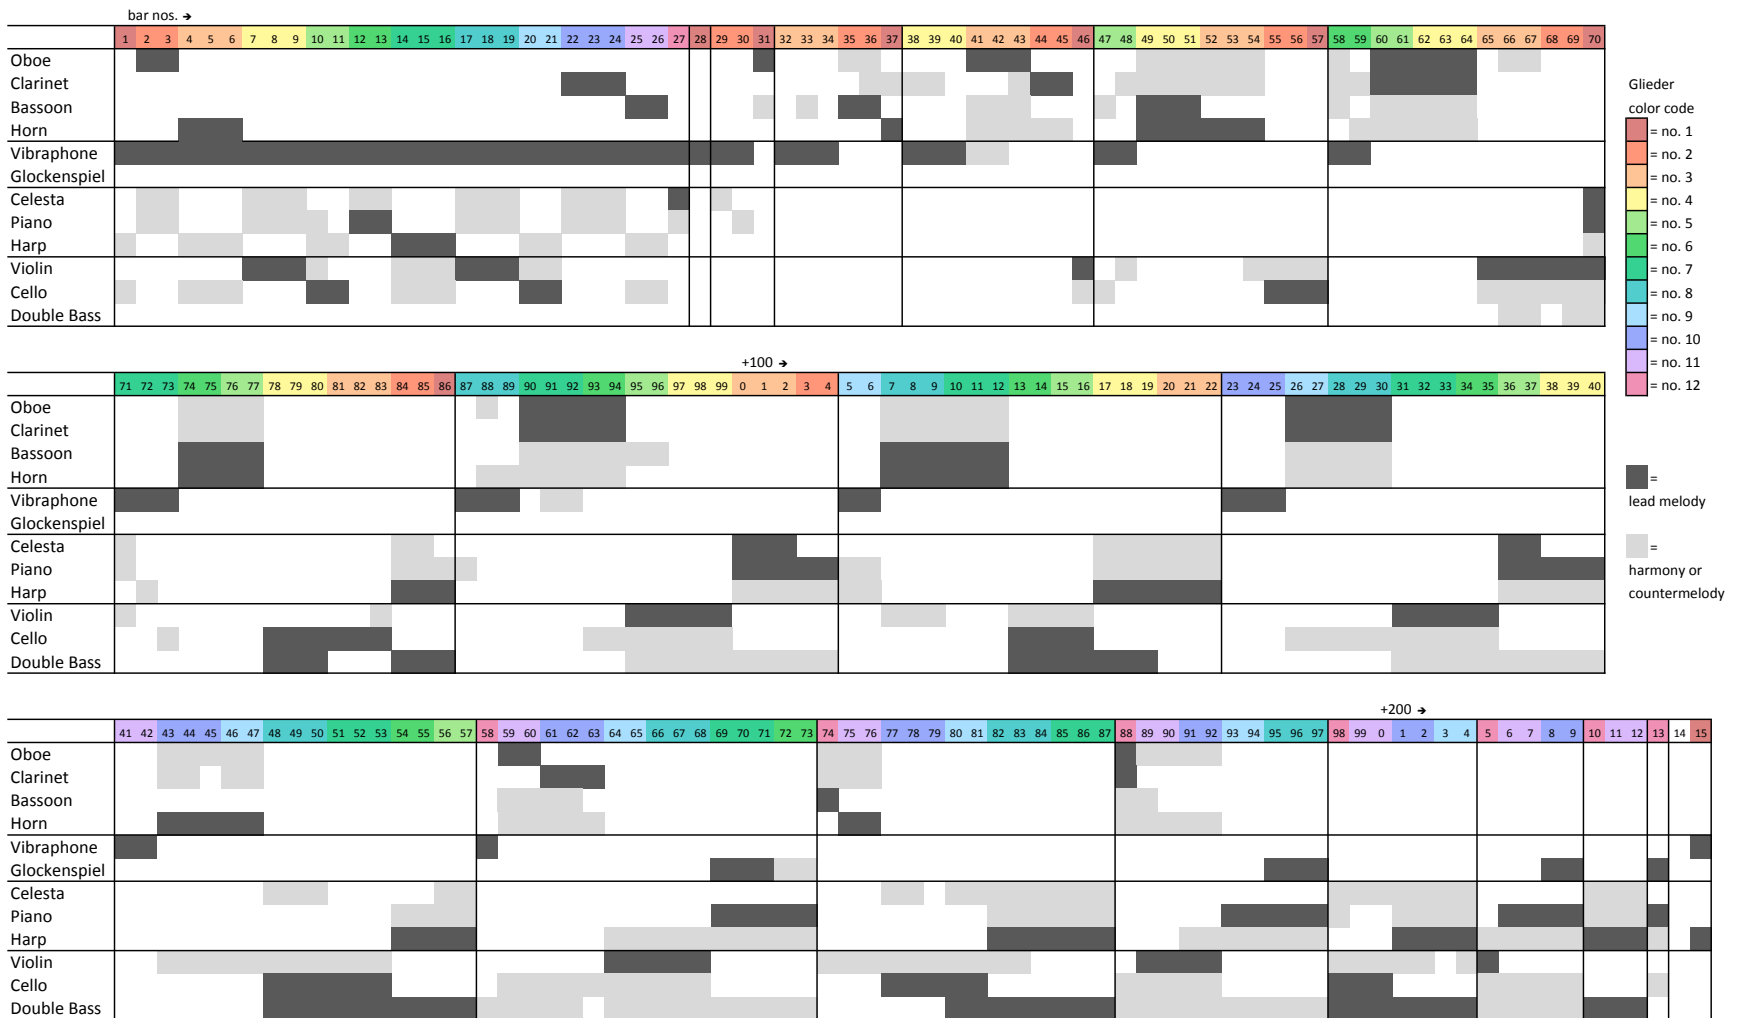 bar nos. →
1 2 3 4 5 6 7 8 9 10 11 12 13 14 15 16 17 18 19 20 21 22 23 24 25 26 27 28 29 30 31 32 33 34 35 36 37 38 39 40 41 42 43 44 45 46 47 48 49 50 51 52 53 54 55 56 57 58 59 60 61 62 63 64 65 66 67 68 69 70
Oboe
Clarinet
Bassoon
Horn
Vibraphone
Glockenspiel
Celesta
Piano
Harp
Violin
Cello
Double Bass
Glieder
color code
= no. 1
= no. 2
= no. 3
= no. 4
= no. 5
= no. 6
= no. 7
= no. 8
= no. 9
= no. 10
= no. 11
= no. 12
+100 →
71 72 73 74 75 76 77 78 79 80 81 82 83 84 85 86 87 88 89 90 91 92 93 94 95 96 97 98 99 0 1 2 3 4 5 6 7 8 9 10 11 12 13 14 15 16 17 18 19 20 21 22 23 24 25 26 27 28 29 30 31 32 33 34 35 36 37 38 39 40
Oboe
Clarinet
Bassoon
Horn
Vibraphone
Glockenspiel
Celesta
Piano
Harp
Violin
Cello
Double Bass
=
lead melody
=
harmony or
countermelody
+200 →
41 42 43 44 45 46 47 48 49 50 51 52 53 54 55 56 57 58 59 60 61 62 63 64 65 66 67 68 69 70 71 72 73 74 75 76 77 78 79 80 81 82 83 84 85 86 87 88 89 90 91 92 93 94 95 96 97 98 99 0 1 2 3 4 5 6 7 8 9 10 11 12 13 14 15
Oboe
Clarinet
Bassoon
Horn
Vibraphone
Glockenspiel
Celesta
Piano
Harp
Violin
Cello
Double Bass